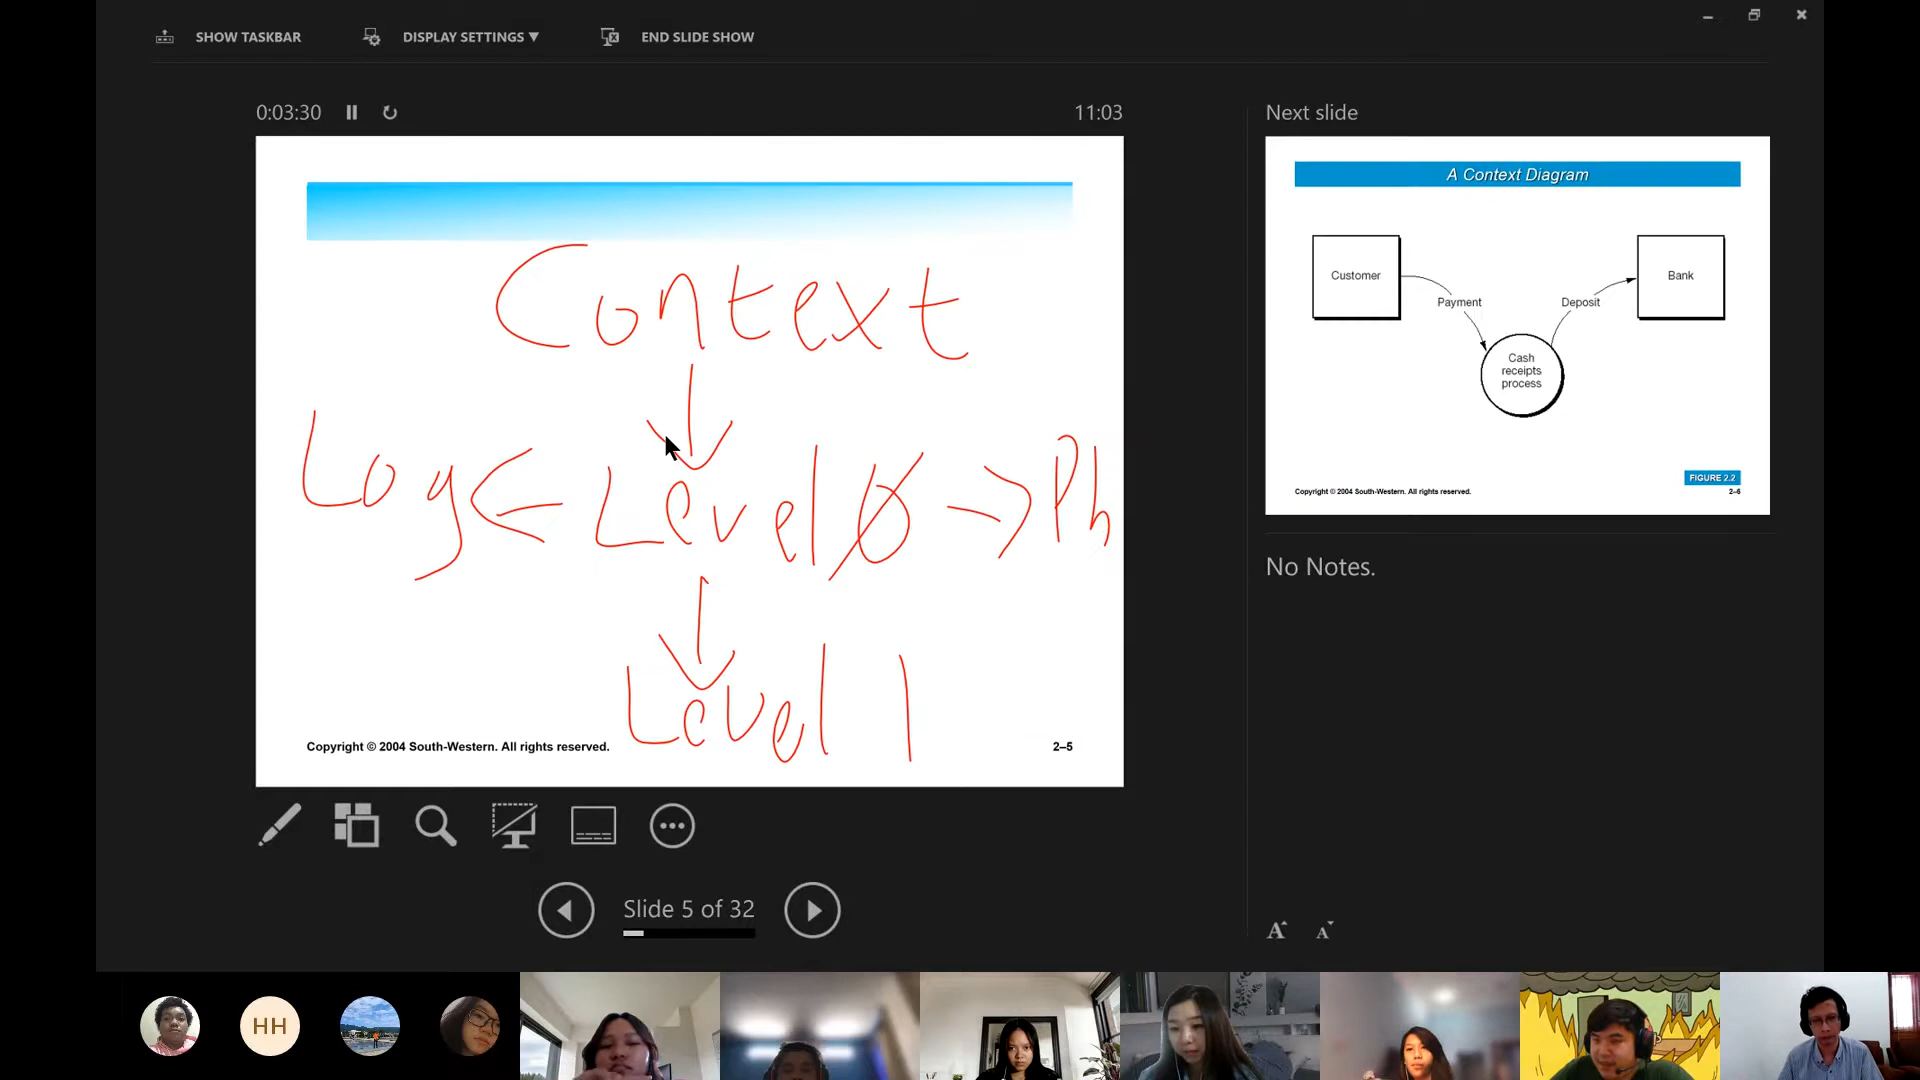 SHOW TASKBAR
DISPLAY SETTINGS ▼
END SLIDE SHOW
0:03:30
11:03
Context
Log ← Level 0 → Ph
Level 1
Copyright © 2004 South-Western. All rights reserved.
2–5
Slide 5 of 32
Next slide
A Context Diagram
Customer
Bank
Payment
Deposit
Cash
receipts
process
FIGURE 2.2
Copyright © 2004 South-Western. All rights reserved.
2–6
No Notes.
A
A
HH